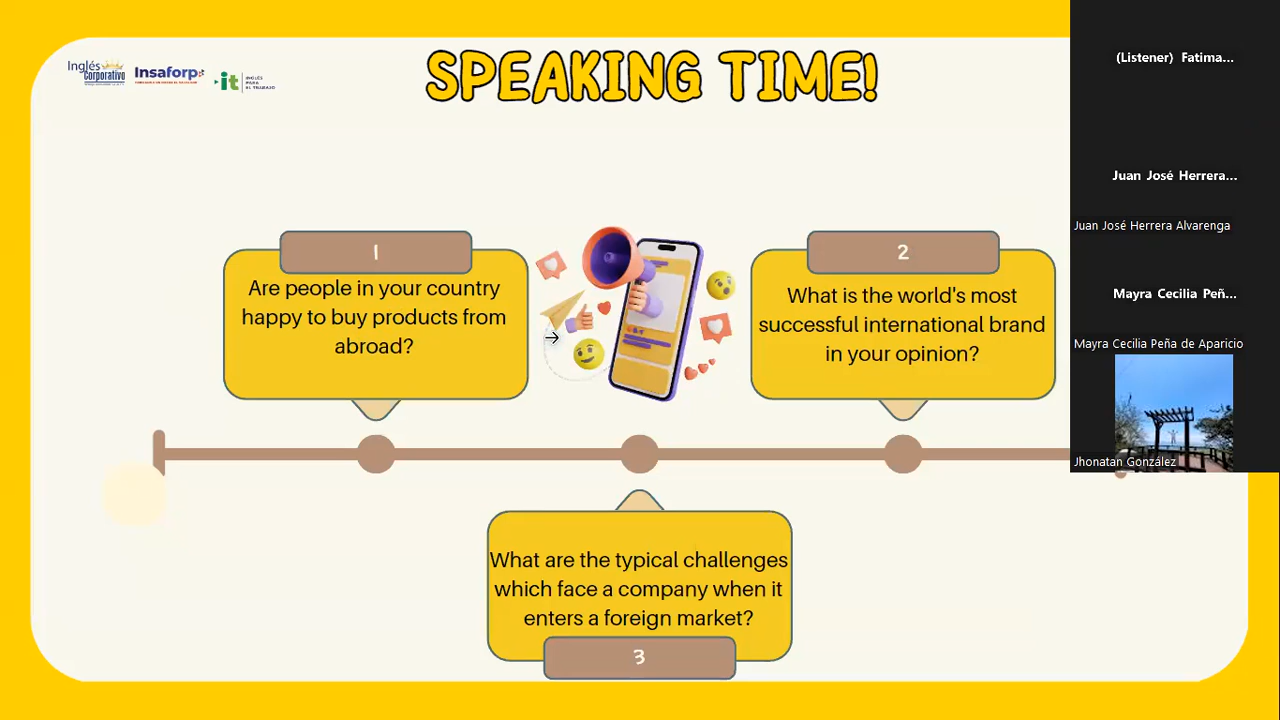 Inglés
Corporativo
Insaforp
it
INGLÉS
PARA
EL TRABAJO
SPEAKING TIME!
1
Are people in your country
happy to buy products from
abroad?
2
What is the world's most
successful international brand
in your opinion?
What are the typical challenges
which face a company when it
enters a foreign market?
3
(Listener) Fatima...
Juan José Herrera...
Juan José Herrera Alvarenga
Mayra Cecilia Peñ...
Mayra Cecilia Peña de Aparicio
Jhonatan González